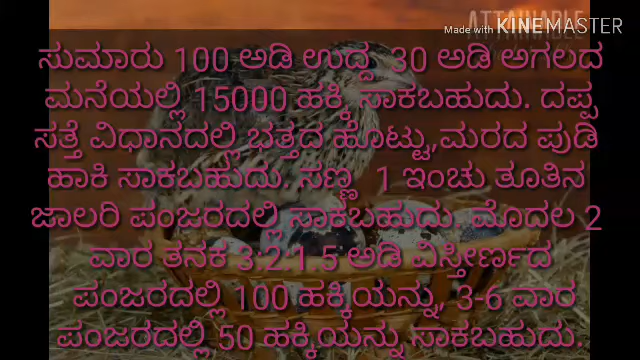 ATTAINABLE
Made with KINEMASTER
ಸುಮಾರು 100 ಅಡಿ ಉದ್ದ, 30 ಅಡಿ ಅಗಲದ
ಮನೆಯಲ್ಲಿ 15000 ಹಕ್ಕಿ ಸಾಕಬಹುದು. ದಪ್ಪ
ಸತ್ತೆ ವಿಧಾನದಲ್ಲಿ ಭತ್ತದ ಹೊಟ್ಟು,ಮರದ ಪುಡಿ
ಹಾಕಿ ಸಾಕಬಹುದು. ಸಣ್ಣ 1 ಇಂಚು ತೂತಿನ
ಜಾಲರಿ ಪಂಜರದಲ್ಲಿ ಸಾಕಬಹುದು. ಮೊದಲ 2
ವಾರ ತನಕ 3:2:1.5 ಅಡಿ ವಿಸ್ತೀರ್ಣದ
ಪಂಜರದಲ್ಲಿ 100 ಹಕ್ಕಿಯನ್ನು, 3-6 ವಾರ
ಪಂಜರದಲ್ಲಿ 50 ಹಕ್ಕಿಯನ್ನು ಸಾಕಬಹುದು.